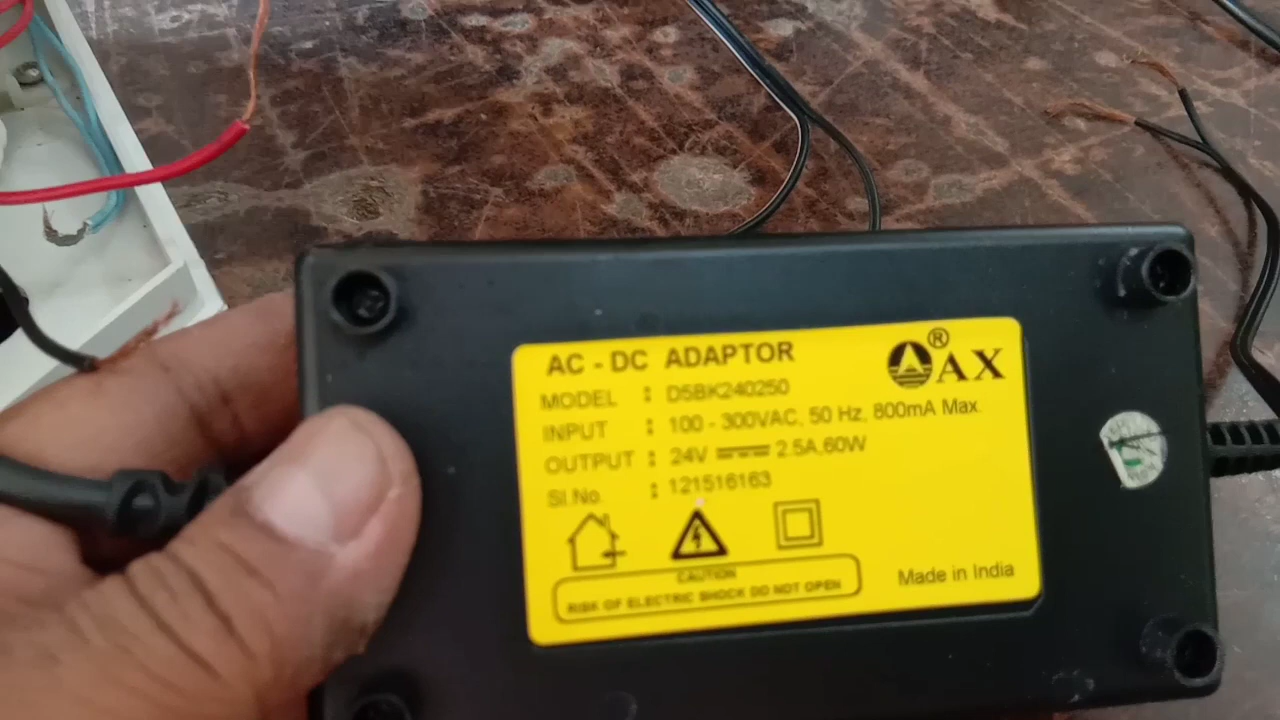 AC - DC ADAPTOR
® AX
MODEL : D5BK240250
INPUT : 100 - 300VAC, 50 Hz, 800mA Max.
OUTPUT : 24V 2.5A,60W
Sl.No. : 121516163
CAUTION
RISK OF ELECTRIC SHOCK DO NOT OPEN
Made in India